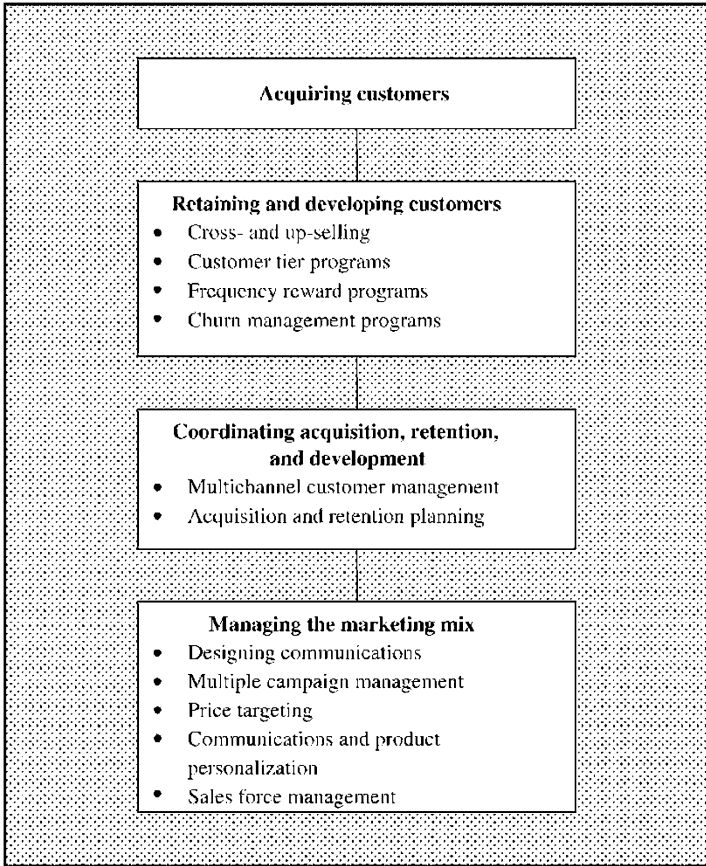 Acquiring customers
Retaining and developing customers
• Cross- and up-selling
• Customer tier programs
• Frequency reward programs
• Churn management programs
Coordinating acquisition, retention,
and development
• Multichannel customer management
• Acquisition and retention planning
Managing the marketing mix
• Designing communications
• Multiple campaign management
• Price targeting
• Communications and product
personalization
• Sales force management